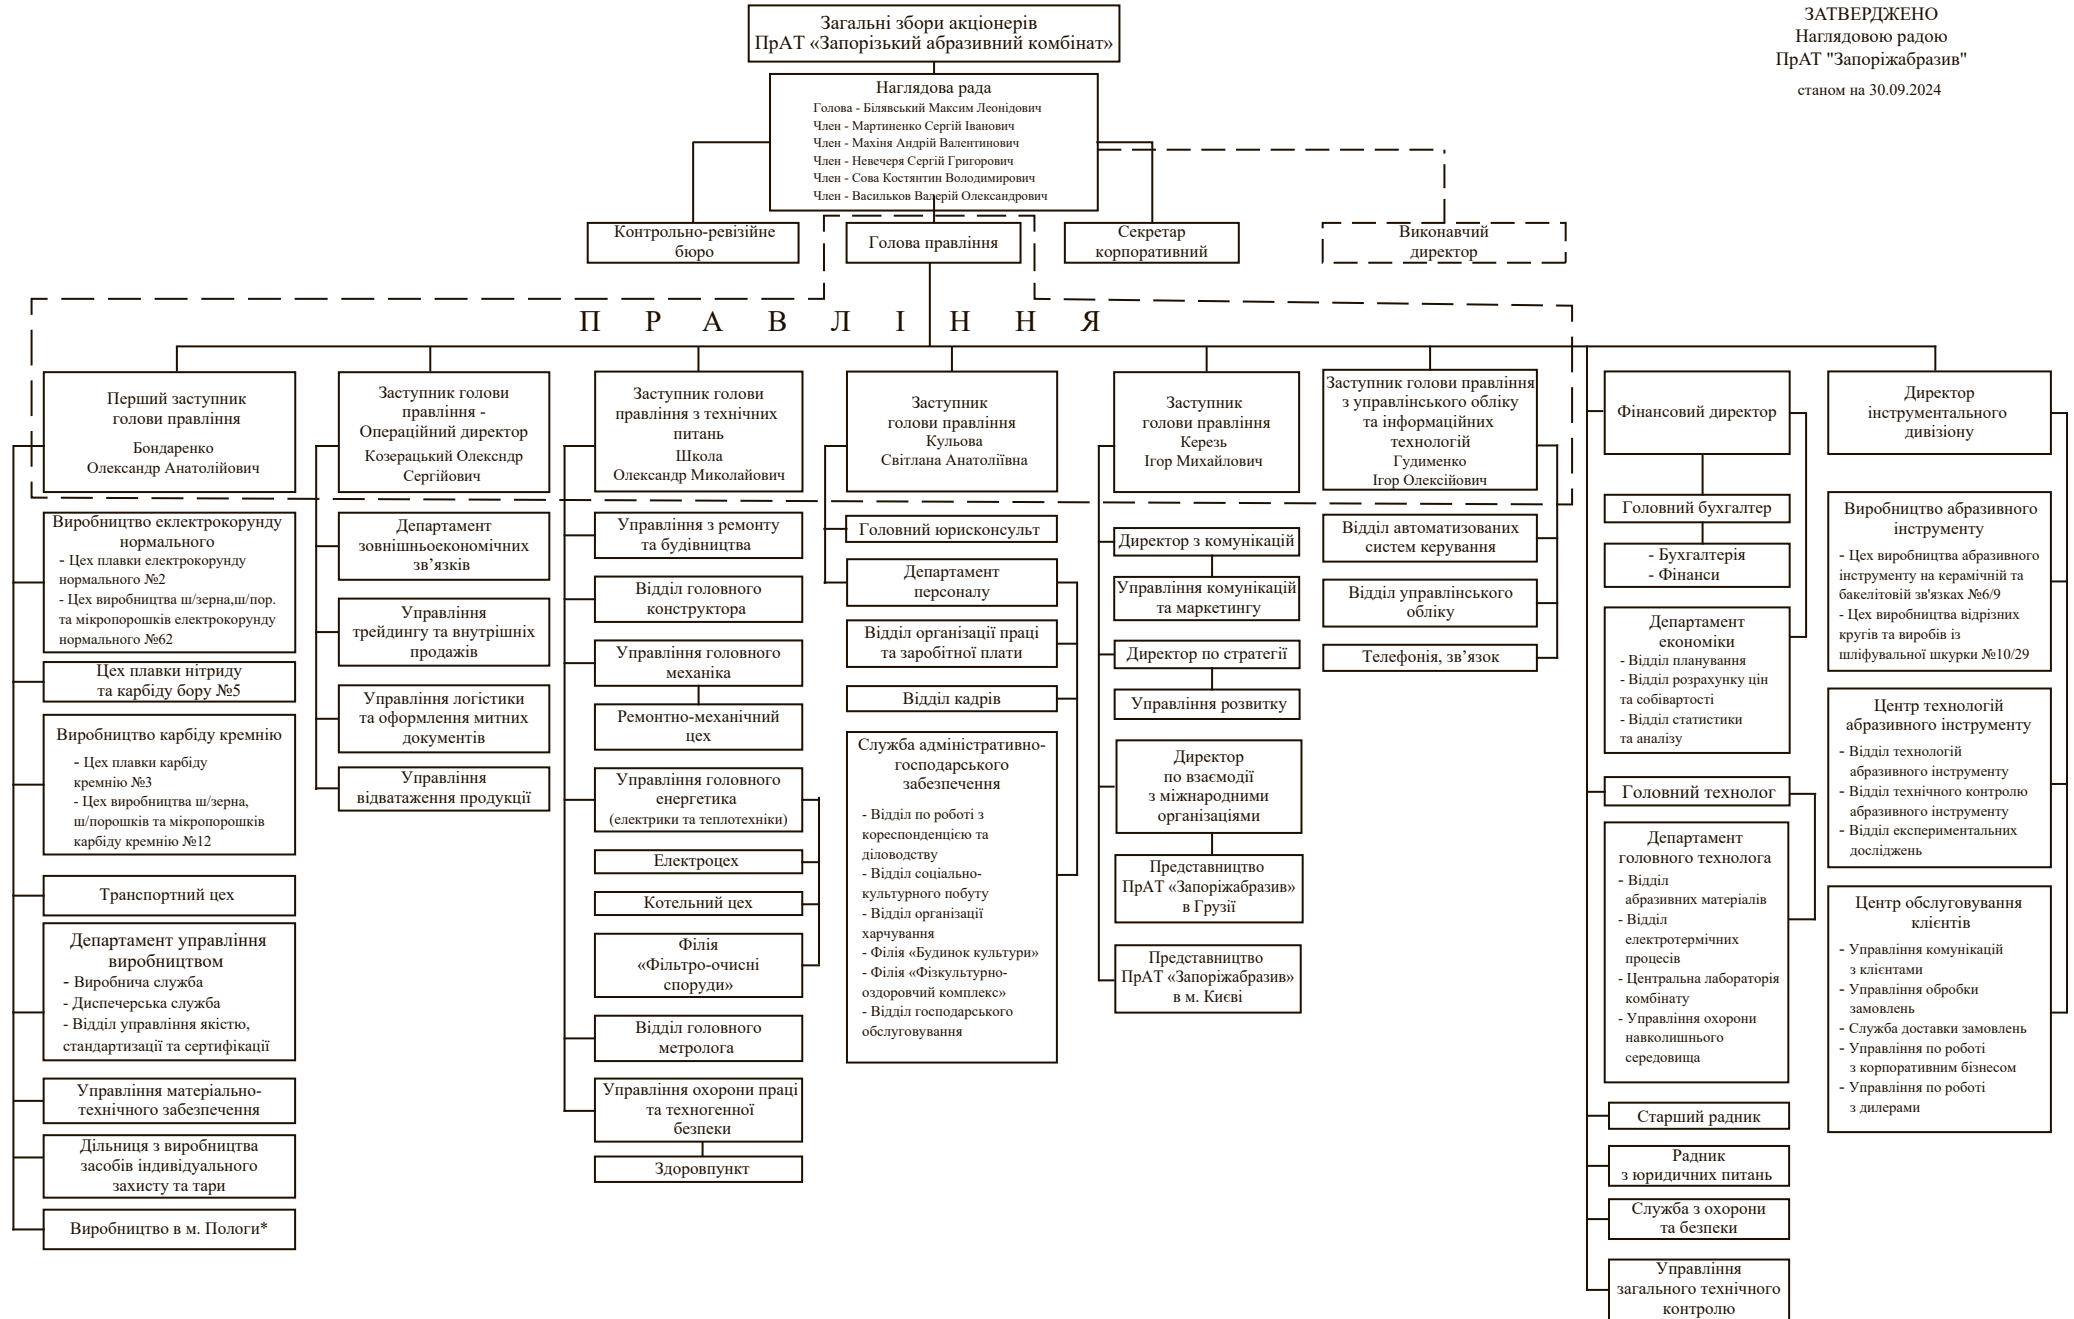 Загальні збори акціонерів
ПрАТ «Запорізький абразивний комбінат»
ЗАТВЕРДЖЕНО
Наглядовою радою
ПрАТ "Запоріжабразив"
станом на 30.09.2024
Наглядова рада
Голова - Білявський Максим Леонідович
Член - Мартиненко Сергій Іванович
Член - Махіня Андрій Валентинович
Член - Невечеря Сергій Григорович
Член - Сова Костянтин Володимирович
Член - Васильков Валерій Олександрович
Контрольно-ревізійне
бюро
Голова правління
Секретар
корпоративний
Виконавчий
директор
П Р А В Л І Н Н Я
Перший заступник
голови правління
Бондаренко
Олександр Анатолійович
Виробництво еклектрокорунду
нормального
- Цех плавки електрокорунду
нормального №2
- Цех виробництва ш/зерна,ш/пор.
та мікропорошків електрокорунду
нормального №62
Цех плавки нітриду
та карбіду бору №5
Виробництво карбіду кремнію
- Цех плавки карбіду
кремнію №3
- Цех виробництва ш/зерна,
ш/порошків та мікропорошків
карбіду кремнію №12
Транспортний цех
Департамент управління
виробництвом
- Виробнича служба
- Диспечерська служба
- Відділ управління якістю,
стандартизації та сертифікації
Управління матеріально-
технічного забезпечення
Дільниця з виробництва
засобів індивідуального
захисту та тари
Виробництво в м. Пологи*
Заступник голови
правління -
Операційний директор
Козерацький Олексндр
Сергійович
Департамент
зовнішньоекономічних
зв’язків
Управління
трейдингу та внутрішніх
продажів
Управління логістики
та оформлення митних
документів
Управління
відватаження продукції
Заступник голови
правління з технічних
питань
Школа
Олександр Миколайович
Управління з ремонту
та будівництва
Відділ головного
конструктора
Управління головного
механіка
Ремонтно-механічний
цех
Управління головного
енергетика
(електрики та теплотехніки)
Електроцех
Котельний цех
Філія
«Фільтро-очисні
споруди»
Відділ головного
метролога
Управління охорони праці
та техногенної
безпеки
Здоровпункт
Заступник
голови правління
Кульова
Світлана Анатоліївна
Головний юрисконсульт
Департамент
персоналу
Відділ організації праці
та заробітної плати
Відділ кадрів
Служба адміністративно-
господарського
забезпечення
- Відділ по роботі з
кореспонденцією та
діловодству
- Відділ соціально-
культурного побуту
- Відділ організації
харчування
- Філія «Будинок культури»
- Філія «Фізкультурно-
оздоровчий комплекс»
- Відділ господарського
обслуговування
Заступник
голови правління
Керезь
Ігор Михайлович
Директор з комунікацій
Управління комунікацій
та маркетингу
Директор по стратегії
Управління розвитку
Директор
по взаємодії
з міжнародними
організаціями
Представництво
ПрАТ «Запоріжабразив»
в Грузії
Представництво
ПрАТ «Запоріжабразив»
в м. Києві
Заступник голови правління
з управлінського обліку
та інформаційних
технологій
Гудименко
Ігор Олексійович
Відділ автоматизованих
систем керування
Відділ управлінського
обліку
Телефонія, зв’язок
Фінансовий директор
Головний бухгалтер
- Бухгалтерія
- Фінанси
Департамент
економіки
- Відділ планування
- Відділ розрахунку цін
та собівартості
- Відділ статистики
та аналізу
Головний технолог
Департамент
головного технолога
- Відділ
абразивних матеріалів
- Відділ
електротермічних
процесів
- Центральна лабораторія
комбінату
- Управління охорони
навколишнього
середовища
Старший радник
Радник
з юридичних питань
Служба з охорони
та безпеки
Управління
загального технічного
контролю
Директор
інструментального
дивізіону
Виробництво абразивного
інструменту
- Цех виробництва абразивного
інструменту на керамічній та
бакелітовій зв'язках №6/9
- Цех виробництва відрізних
кругів та виробів із
шліфувальної шкурки №10/29
Центр технологій
абразивного інструменту
- Відділ технологій
абразивного інструменту
- Відділ технічного контролю
абразивного інструменту
- Відділ експериментальних
досліджень
Центр обслуговування
клієнтів
- Управління комунікацій
з клієнтами
- Управління обробки
замовлень
- Служба доставки замовлень
- Управління по роботі
з корпоративним бізнесом
- Управління по роботі
з дилерами